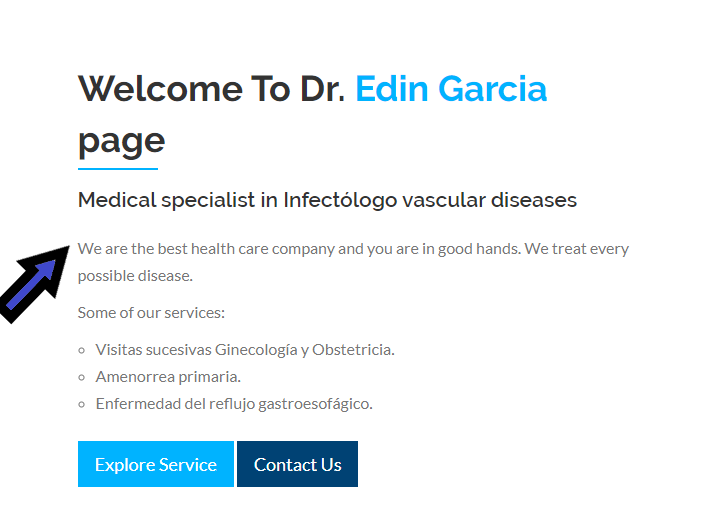 Welcome To Dr. Edin Garcia
page
Medical specialist in Infectólogo vascular diseases
We are the best health care company and you are in good hands. We treat every
possible disease.
Some of our services:
Visitas sucesivas Ginecología y Obstetricia.
Amenorrea primaria.
Enfermedad del reflujo gastroesofágico.
Explore Service
Contact Us